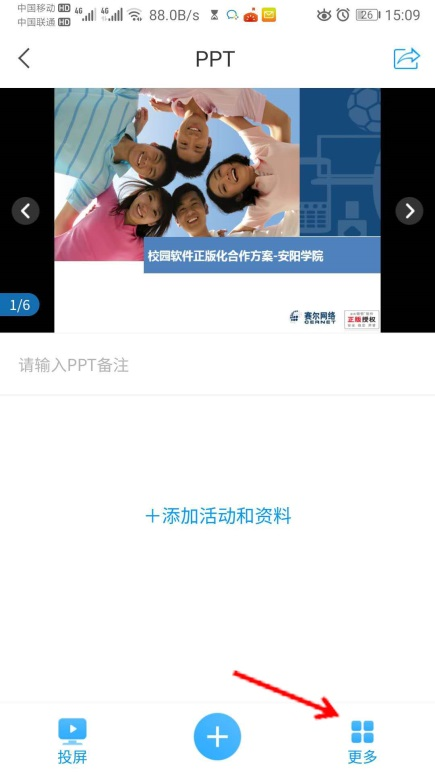 中国移动 HD 4G 4G 88.0B/s 26 15:09
中国联通 HD
PPT
校园软件正版化合作方案-安阳学院
1/6
赛尔网络
CERNET
正版授权
请输入PPT备注
+添加活动和资料
投屏
更多